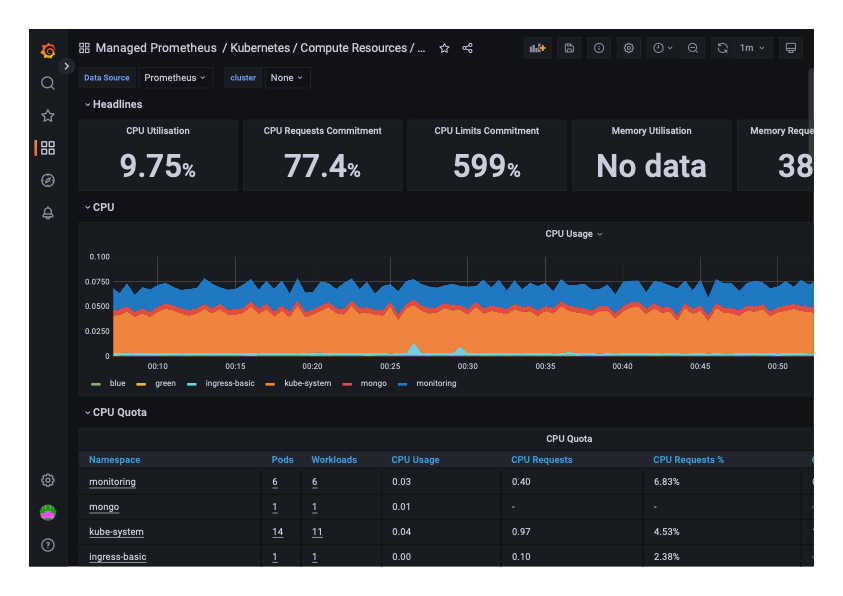 Managed Prometheus / Kubernetes / Compute Resources / ...
1m
Data Source Prometheus cluster None
Headlines
CPU Utilisation
9.75%
CPU Requests Commitment
77.4%
CPU Limits Commitment
599%
Memory Utilisation
No data
Memory Reque
38
CPU
CPU Usage
0.100
0.0750
0.0500
0.0250
0
00:10 00:15 00:20 00:25 00:30 00:35 00:40 00:45 00:50
blue green ingress-basic kube-system mongo monitoring
CPU Quota
CPU Quota
Namespace Pods Workloads CPU Usage CPU Requests CPU Requests %
monitoring 6 6 0.03 0.40 6.83%
mongo 1 1 0.01 - -
kube-system 14 11 0.04 0.97 4.53%
ingress-basic 1 1 0.00 0.10 2.38%